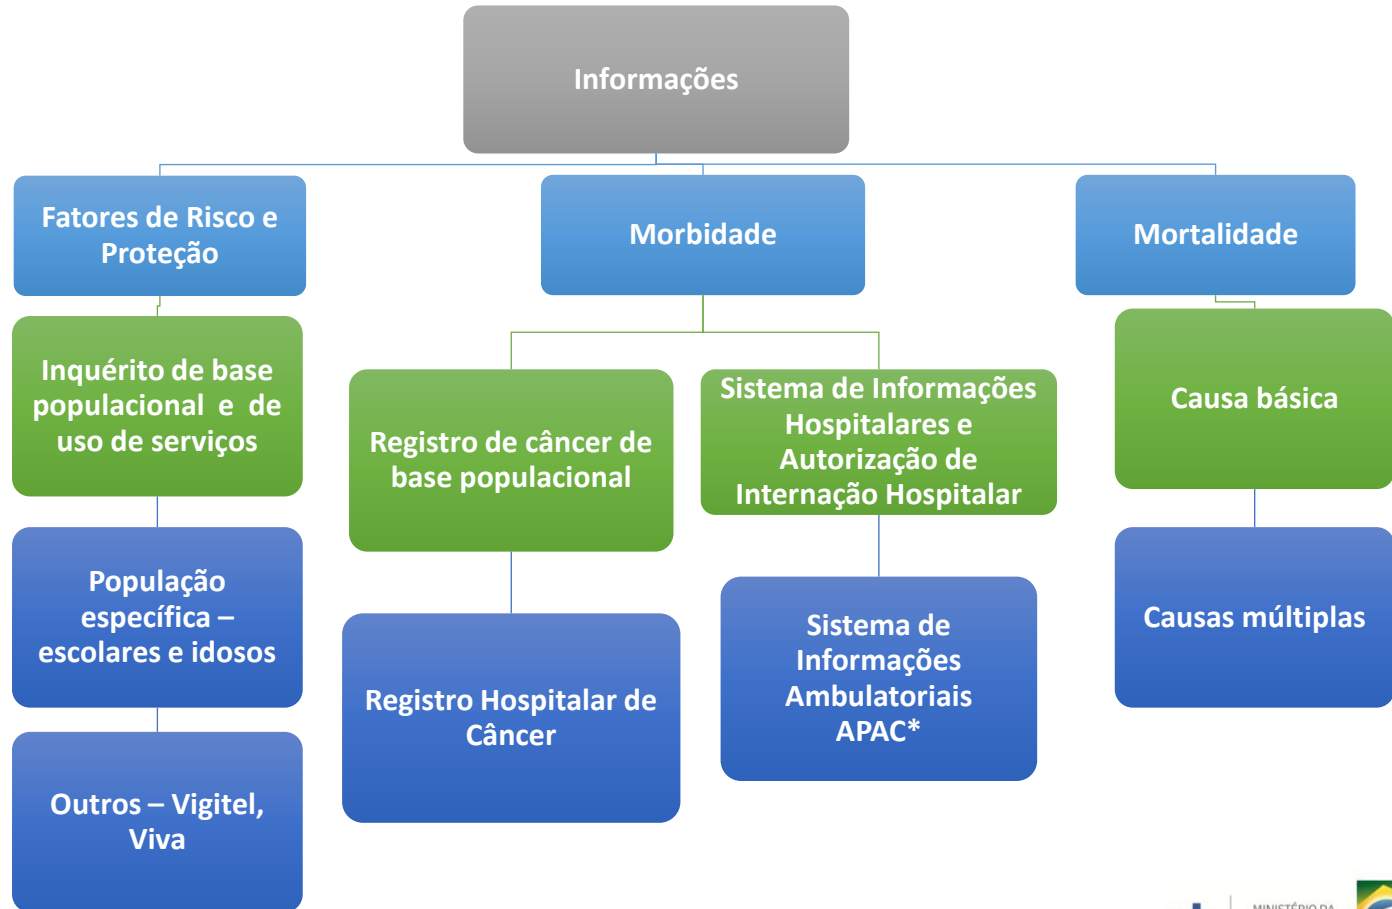 Informações
Fatores de Risco e
Proteção
Morbidade
Mortalidade
Inquérito de base
populacional e de
uso de serviços
Registro de câncer de
base populacional
Sistema de Informações
Hospitalares e
Autorização de
Internação Hospitalar
Causa básica
População
específica –
escolares e idosos
Registro Hospitalar de
Câncer
Sistema de
Informações
Ambulatoriais
APAC*
Causas múltiplas
Outros – Vigitel,
Viva
MINISTÉRIO DA